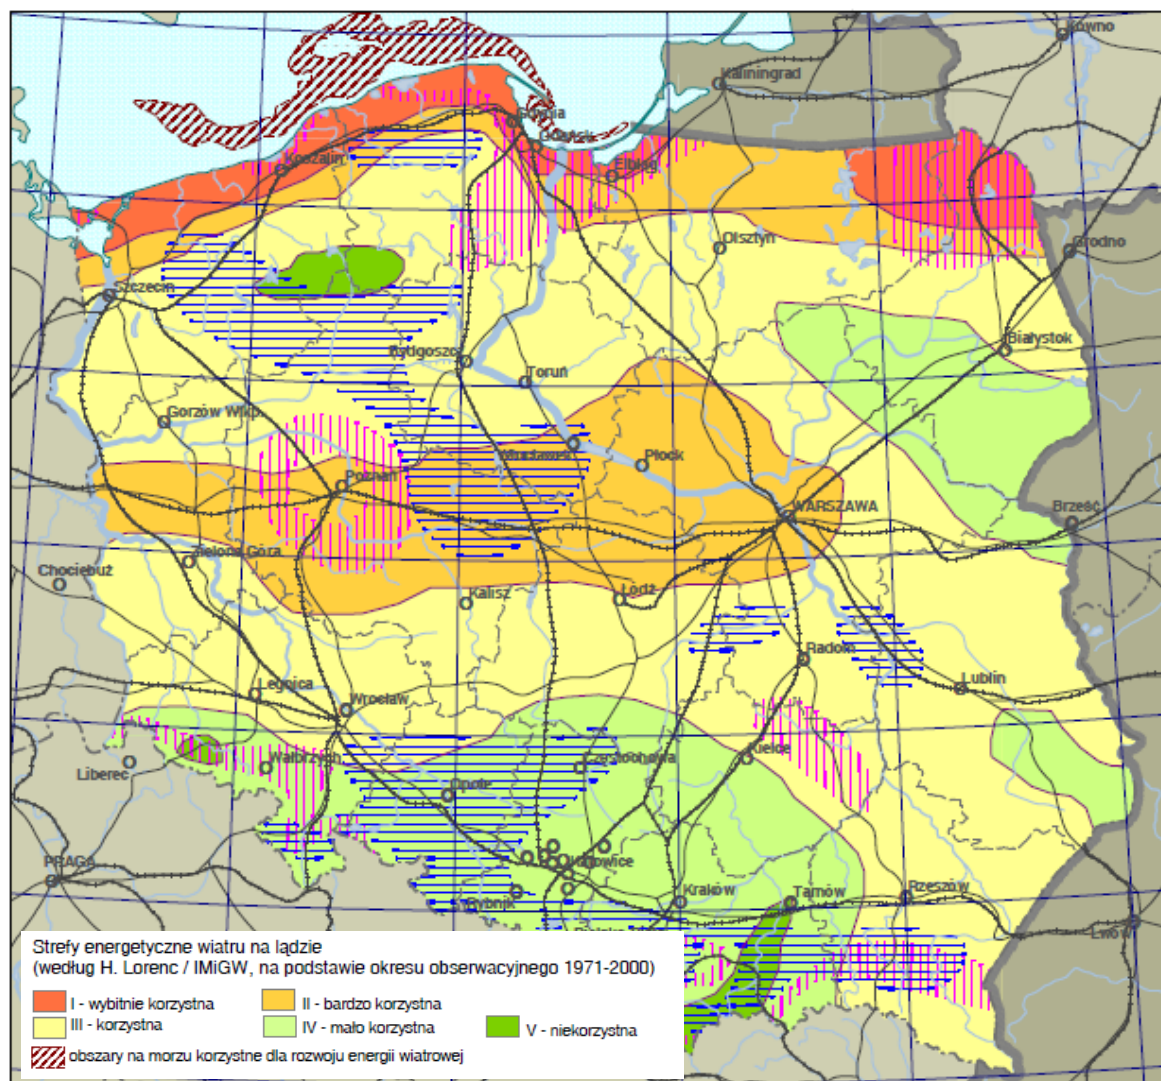 Kowno
Kaliningrad
Gdynia
Gdańsk
Koszalin
Elbląg
Olsztyn
Grodno
Szczecin
Białystok
Bydgoszcz
Toruń
Gorzów Wlkp.
Włocławek
Płock
Poznań
WARSZAWA
Brześć
Zielona Góra
Chociebuż
Kalisz
Łódź
Radom
Legnica
Lublin
Wrocław
Kielce
Liberec
Wałbrzych
Częstochowa
Opole
PRAGA
Katowice
Kraków
Tarnów
Rzeszów
Rybnik
Lwów
Strefy energetyczne wiatru na lądzie
(według H. Lorenc / IMiGW, na podstawie okresu obserwacyjnego 1971-2000)
I - wybitnie korzystna II - bardzo korzystna
III - korzystna IV - mało korzystna V - niekorzystna
obszary na morzu korzystne dla rozwoju energii wiatrowej